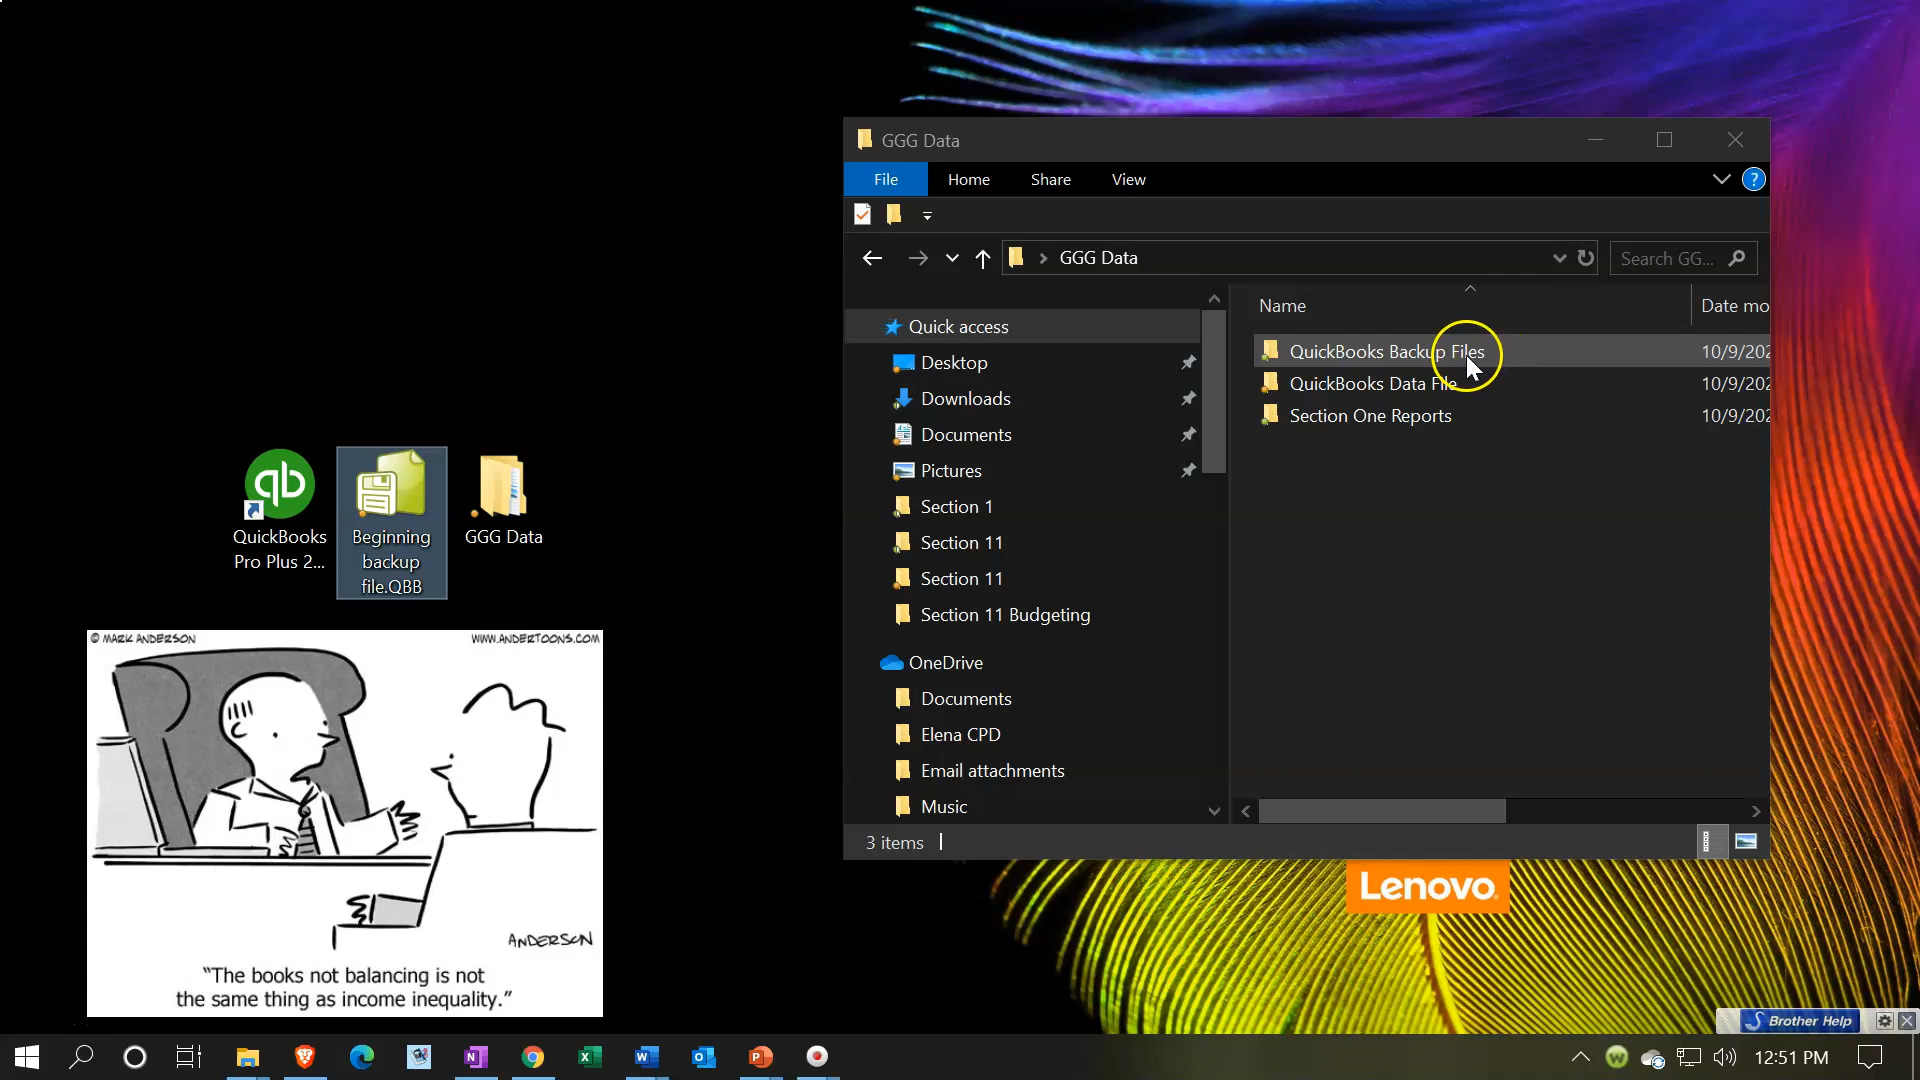 GGG Data
File
Home
Share
View
?
GGG Data
Search GG...
Name
Date mo
Quick access
Desktop
Downloads
Documents
Pictures
Section 1
Section 11
Section 11
Section 11 Budgeting
OneDrive
Documents
Elena CPD
Email attachments
Music
QuickBooks Backup Files
10/9/202
QuickBooks Data File
10/9/202
Section One Reports
10/9/202
3 items
qb
QuickBooks
Pro Plus 2...
Beginning
backup
file.QBB
GGG Data
© MARK ANDERSON
WWW.ANDERTOONS.COM
ANDERSON
“The books not balancing is not
the same thing as income inequality.”
Lenovo
Brother Help
N
X
W
O
P
W
12:51 PM